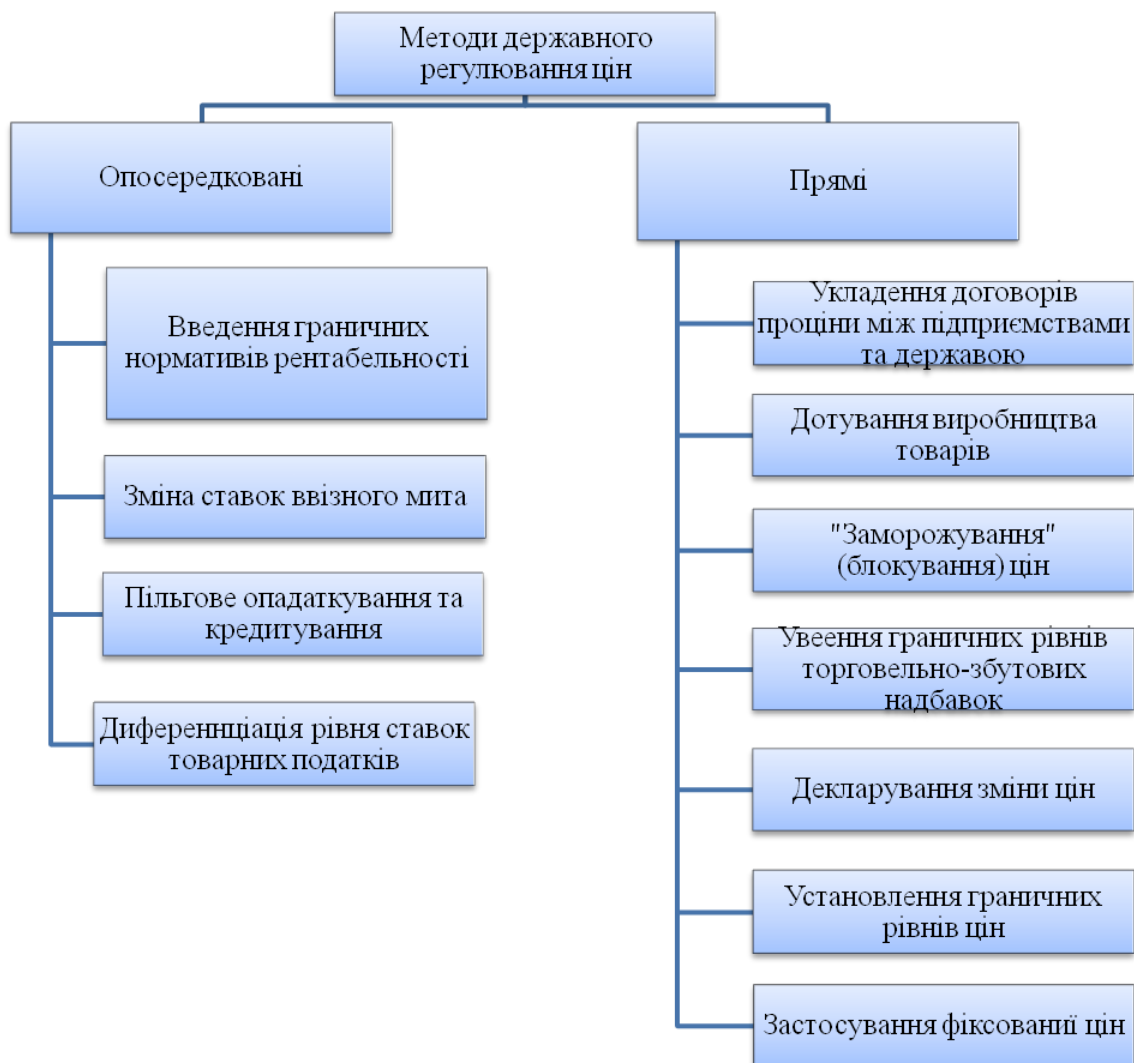 Методи державного
регулювання цін
Опосередковані
Введення граничних
нормативів рентабельності
Зміна ставок ввізного мита
Пільгове опадаткування та
кредитування
Диференнціація рівня ставок
товарних податків
Прямі
Укладення договорів
проціни між підприємствами
та державою
Дотування виробництва
товарів
"Заморожування"
(блокування) цін
Увеення граничних рівнів
торговельно-збутових
надбавок
Декларування зміни цін
Установлення граничних
рівнів цін
Застосування фіксованиї цін